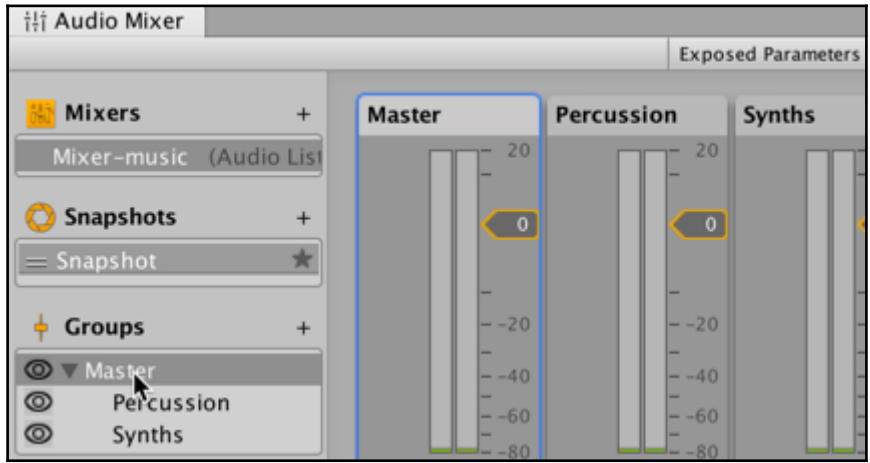 Audio Mixer
Exposed Parameters
Mixers +
Mixer-music (Audio List
Snapshots +
Snapshot
Groups +
Master
Percussion
Synths
Master
20
0
-20
-40
-60
-80
Percussion
20
0
-20
-40
-60
-80
Synths